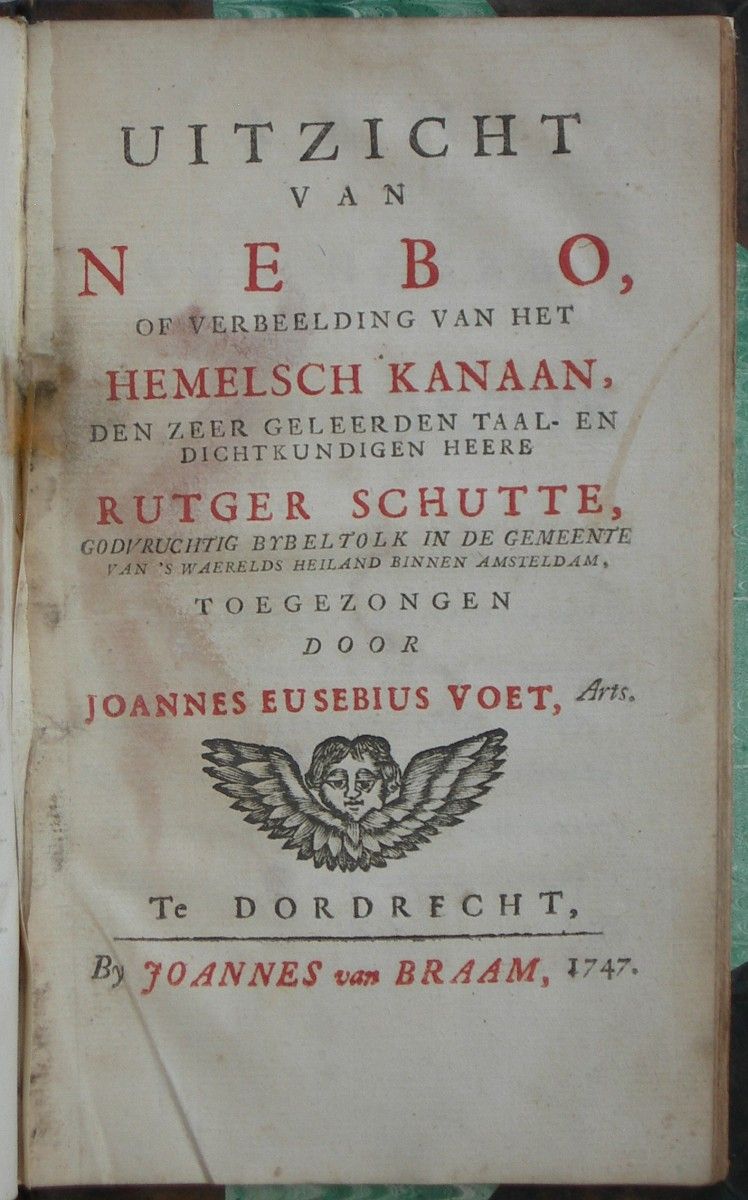 UITZICHT
VAN
NEBO,
OF VERBEELDING VAN HET
HEMELSCH KANAAN,
DEN ZEER GELEERDEN TAAL- EN
DICHTKUNDIGEN HEERE
RUTGER SCHUTTE,
GODVRUCHTIG BYBELTOLK IN DE GEMEENTE
VAN 'S WAERELDS HEILAND BINNEN AMSTELDAM,
TOEGEZONGEN
DOOR
JOANNES EUSEBIUS VOET, Arts.
Te DORDRECHT,
By JOANNES van BRAAM, 1747.